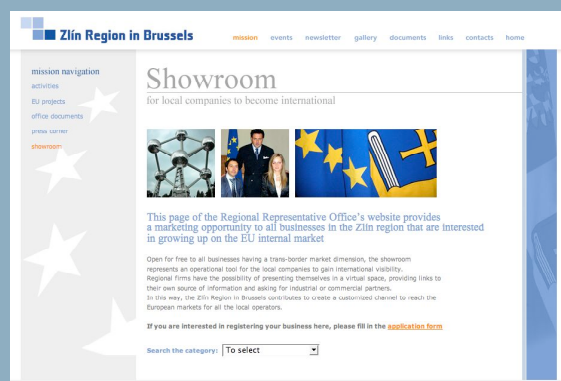 Zlín Region in Brussels
mission events newsletter gallery documents links contacts home
mission navigation
activities
EU projects
office documents
press corner
showroom
Showroom
for local companies to become international
This page of the Regional Representative Office's website provides
a marketing opportunity to all businesses in the Zlín region that are interested
in growing up on the EU internal market
Open for free to all businesses having a trans-border market dimension, the showroom
represents an operational tool for the local companies to gain international visibility.
Regional firms have the possibility of presenting themselves in a virtual space, providing links to
their own source of information and asking for industrial or commercial partners.
In this way, the Zlín Region in Brussels contributes to create a customized channel to reach the
European markets for all the local operators.
If you are interested in registering your business here, please fill in the application form
Search the category: To select